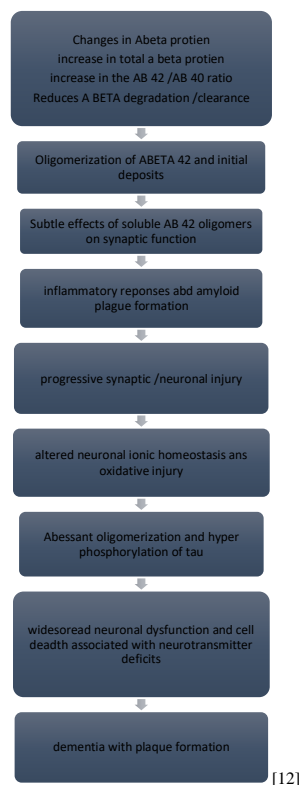 Changes in Abeta protien
increase in total a beta protien
increase in the AB 42 /AB 40 ratio
Reduces A BETA degradation /clearance
Oligomerization of ABETA 42 and initial
deposits
Subtle effects of soluble AB 42 oligomers
on synaptic function
inflammatory reponses abd amyloid
plague formation
progressive synaptic /neuronal injury
altered neuronal ionic homeostasis ans
oxidative injury
Abessant oligomerization and hyper
phosphorylation of tau
widesoread neuronal dysfunction and cell
deadth associated with neurotransmitter
deficits
dementia with plaque formation
[12]